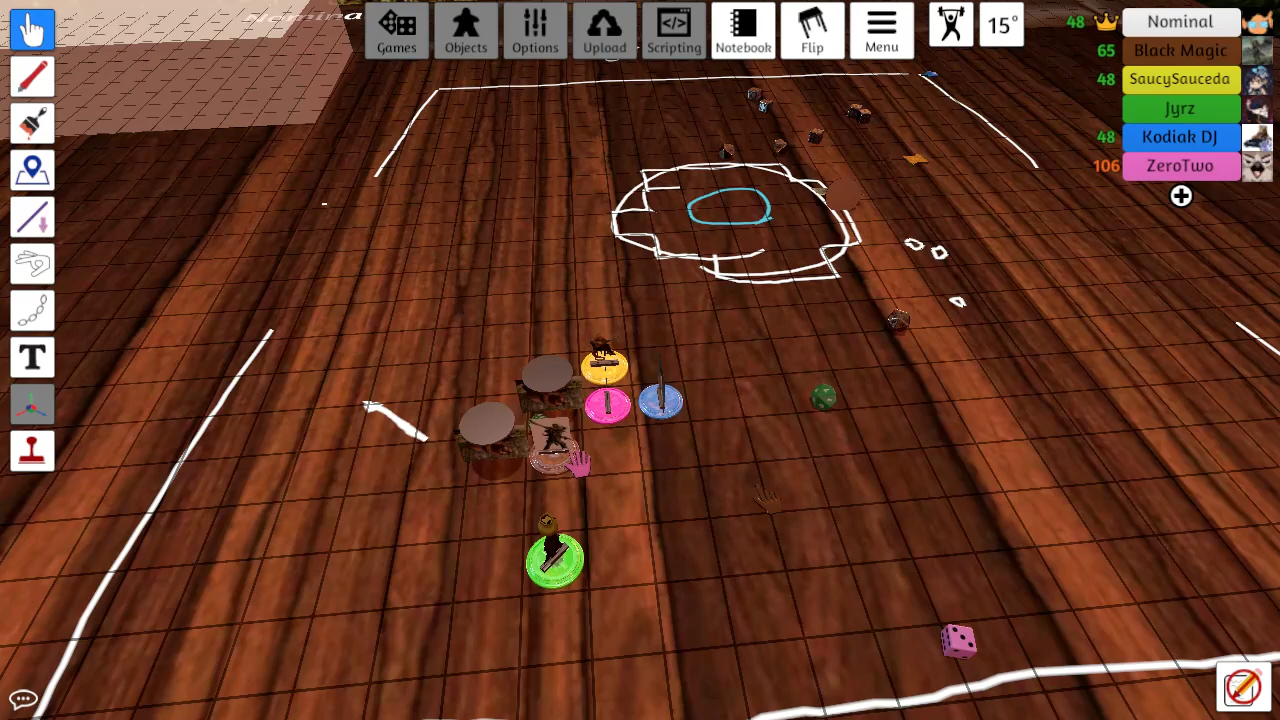 Nomina
Games
Objects
Options
Upload
Scripting
Notebook
Flip
Menu
15°
48 Nominal
65 Black Magic
48 SaucySauceda
Jyrz
48 Kodiak DJ
106 ZeroTwo
T